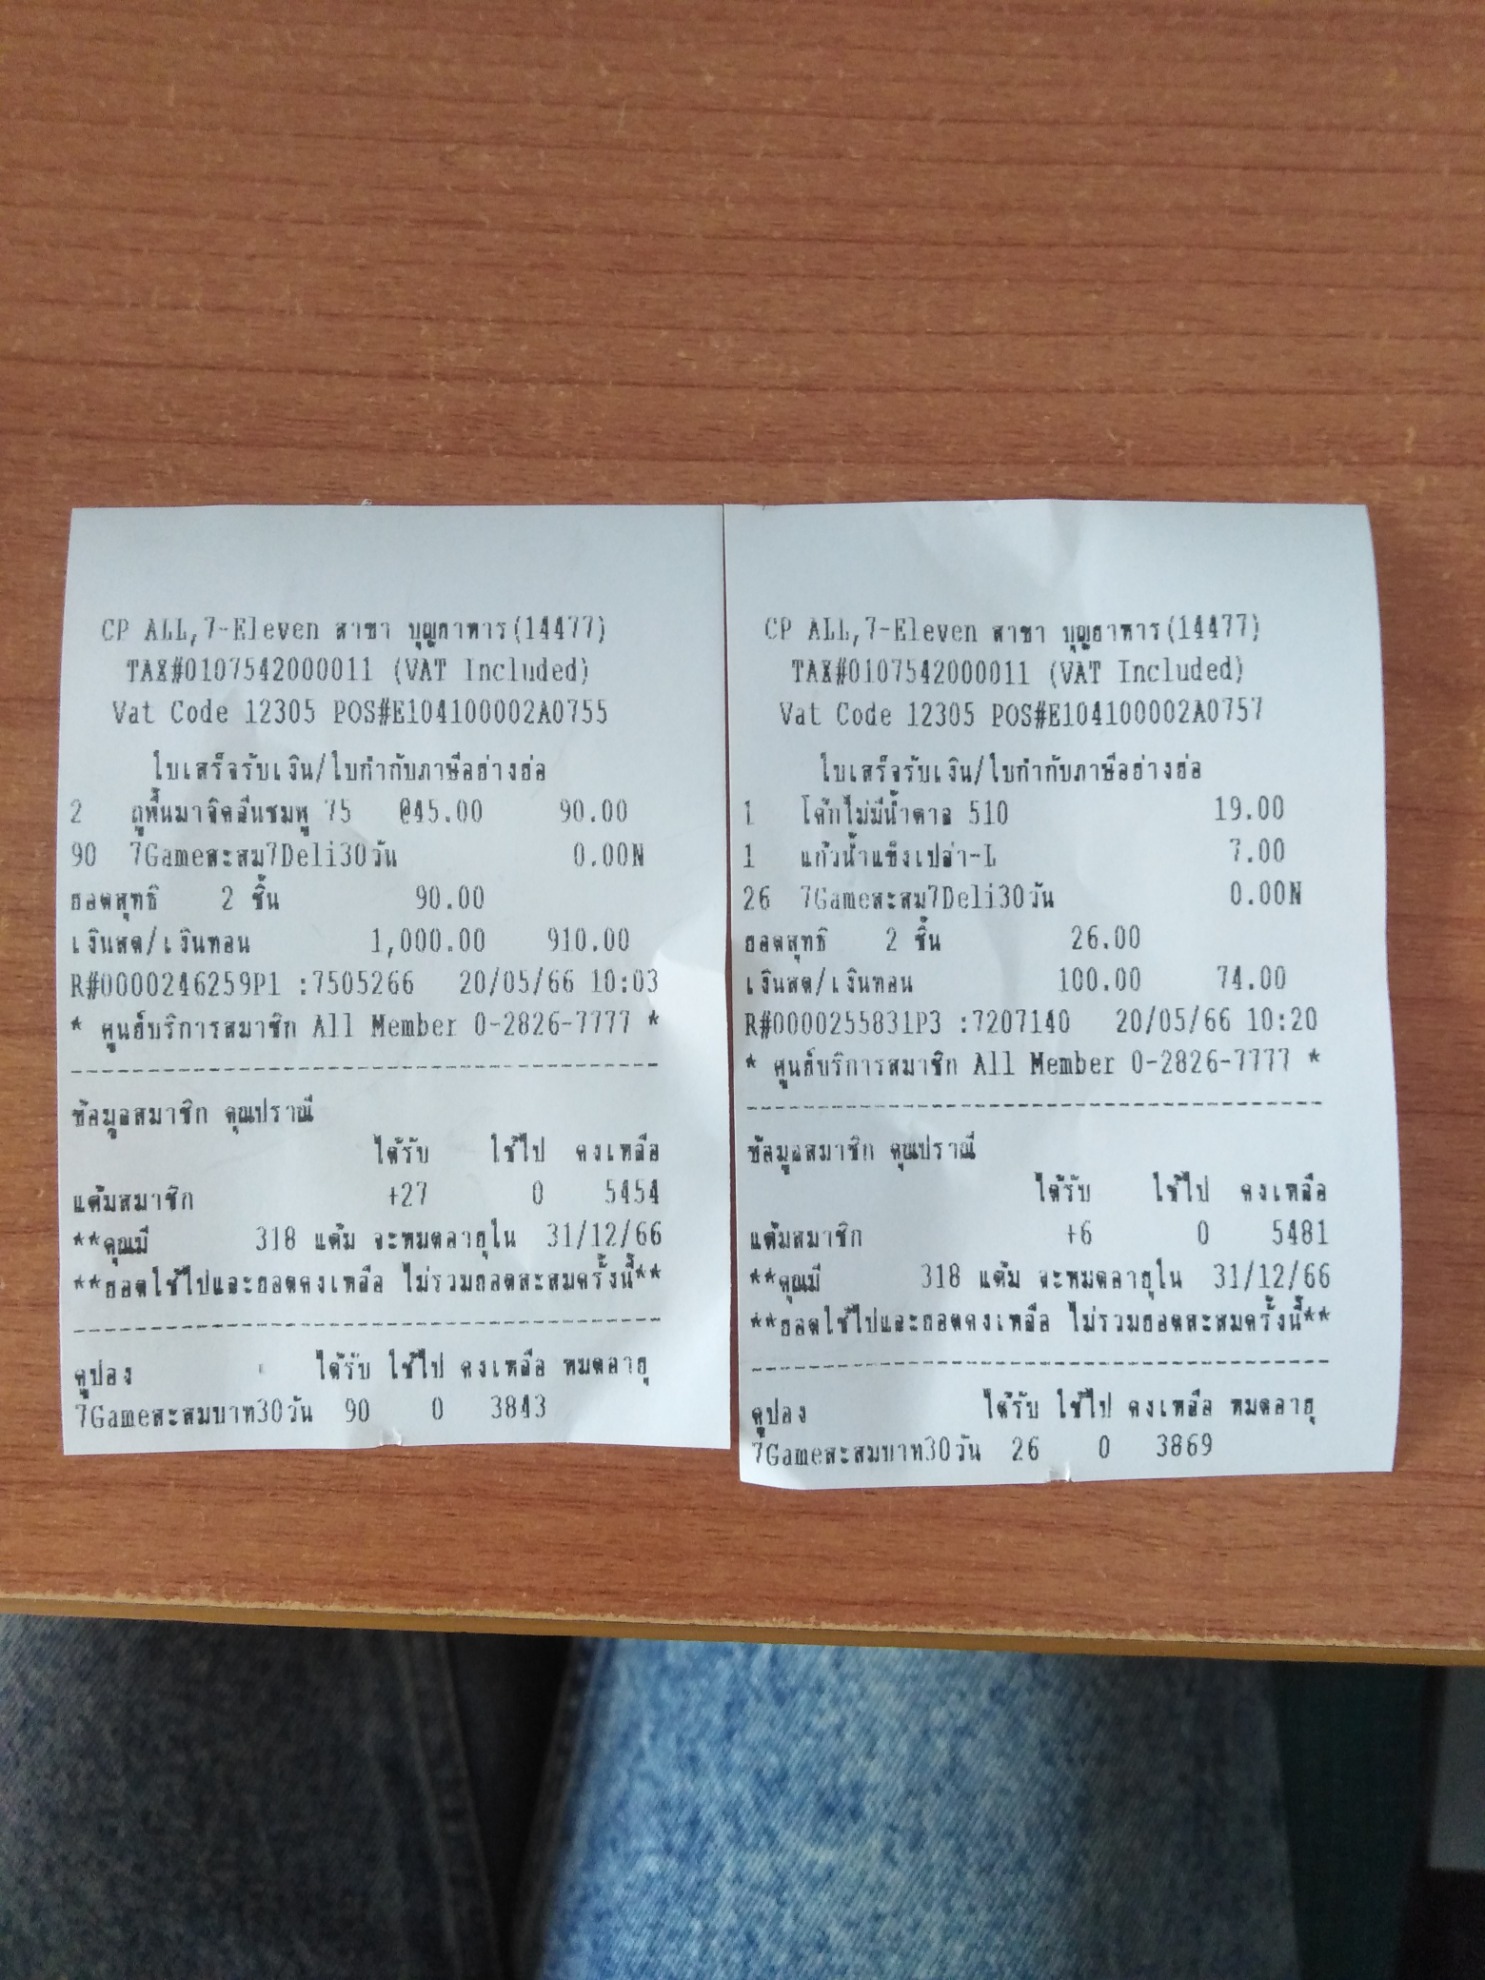 CP ALL,7-Eleven สาขา บุญอาหาร(14477)
TAX#0107542000011 (VAT Included)
Vat Code 12305 POS#E104100002A0755
ใบเสร็จรับเงิน/ใบกำกับภาษีอย่างย่อ
2 ถูพื้นมาจิคลีนชมพู 75 @45.00 90.00
90 7Gameสะสม7Deli30วัน 0.00N
ยอดสุทธิ 2 ชิ้น 90.00
เงินสด/เงินทอน 1,000.00 910.00
R#0000246259P1 :7505266 20/05/66 10:03
* ศูนย์บริการสมาชิก All Member 0-2826-7777 *
ข้อมูลสมาชิก คุณปราณี
ได้รับ ใช้ไป คงเหลือ
แต้มสมาชิก +27 0 5454
**คุณมี 318 แต้ม จะหมดอายุใน 31/12/66
**ยอดใช้ไปและยอดคงเหลือ ไม่รวมยอดสะสมครั้งนี้**
คูปอง ได้รับ ใช้ไป คงเหลือ หมดอายุ
7Gameสะสมบาท30วัน 90 0 3843
CP ALL,7-Eleven สาขา บุญอาหาร(14477)
TAX#0107542000011 (VAT Included)
Vat Code 12305 POS#E104100002A0757
ใบเสร็จรับเงิน/ใบกำกับภาษีอย่างย่อ
1 โค้กไม่มีน้ำตาล 510 19.00
1 แก้วน้ำแข็งเปล่า-L 7.00
26 7Gameสะสม7Deli30วัน 0.00N
ยอดสุทธิ 2 ชิ้น 26.00
เงินสด/เงินทอน 100.00 74.00
R#0000255831P3 :7207140 20/05/66 10:20
* ศูนย์บริการสมาชิก All Member 0-2826-7777 *
ข้อมูลสมาชิก คุณปราณี
ได้รับ ใช้ไป คงเหลือ
แต้มสมาชิก +6 0 5481
**คุณมี 318 แต้ม จะหมดอายุใน 31/12/66
**ยอดใช้ไปและยอดคงเหลือ ไม่รวมยอดสะสมครั้งนี้**
คูปอง ได้รับ ใช้ไป คงเหลือ หมดอายุ
7Gameสะสมบาท30วัน 26 0 3869